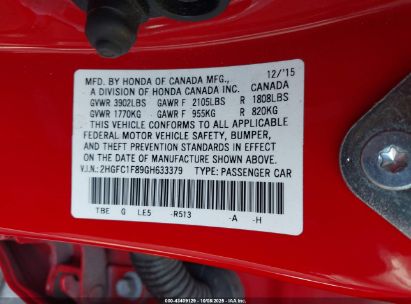 MFD. BY HONDA OF CANADA MFG., 12/'15
A DIVISION OF HONDA CANADA INC. CANADA
GVWR 3902LBS GAWR F 2105LBS R 1808LBS
GVWR 1770KG GAWR F 955KG R 820KG
THIS VEHICLE CONFORMS TO ALL APPLICABLE
FEDERAL MOTOR VEHICLE SAFETY, BUMPER,
AND THEFT PREVENTION STANDARDS IN EFFECT ON THE
DATE OF MANUFACTURE SHOWN ABOVE.
V.I.N.: 2HGFC1F89GH633379 TYPE: PASSENGER CAR
TBE G LE5 -R513 -A -H